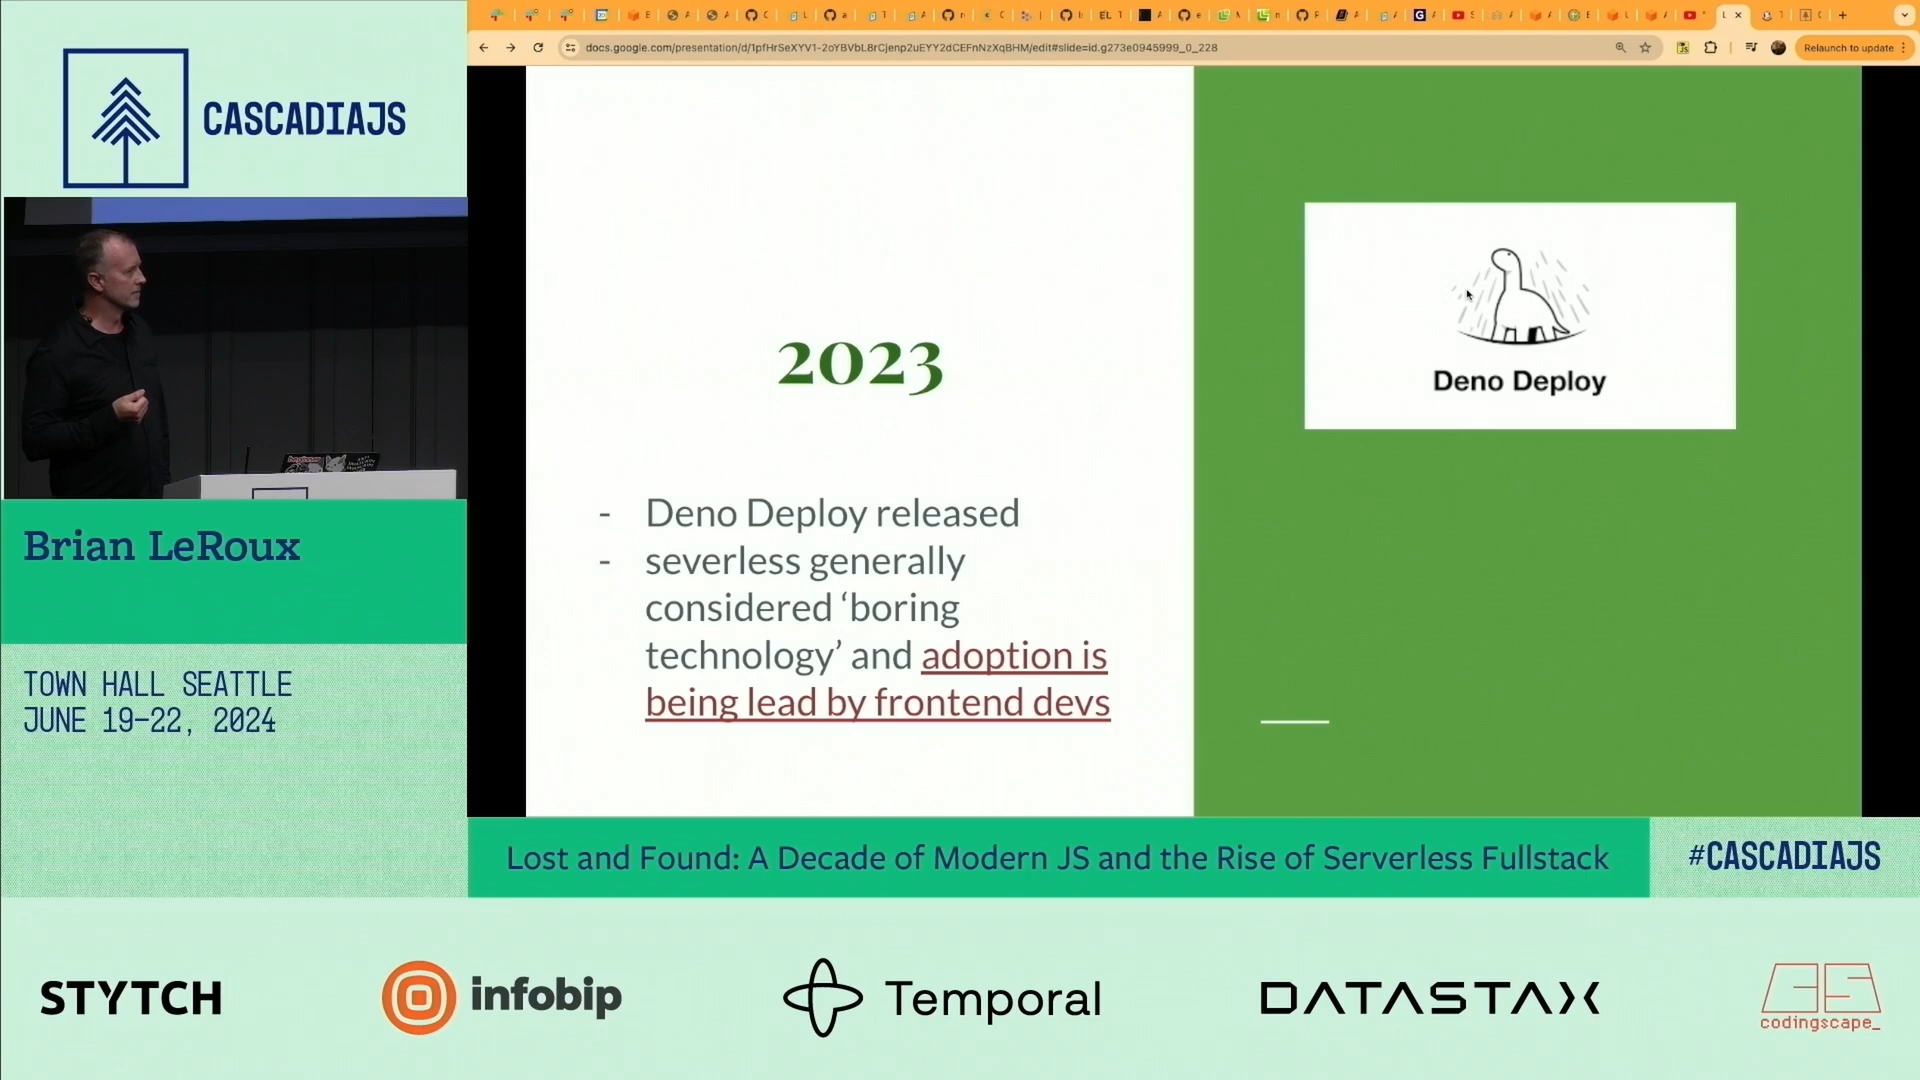 CASCADIAJS
docs.google.com/presentation/d/1pfHrSeXYV1-2oYBVbL8rCjenp2uEYY2dCEFnNzXqBHM/edit#slide=id.g273e0945999_0_228
Relaunch to update
2023
- Deno Deploy released
- severless generally
considered ‘boring
technology’ and adoption is
being lead by frontend devs
Deno Deploy
Brian LeRoux
TOWN HALL SEATTLE
JUNE 19-22, 2024
Lost and Found: A Decade of Modern JS and the Rise of Serverless Fullstack
#CASCADIAJS
STYTCH
infobip
Temporal
DATASTAX
codingscape_